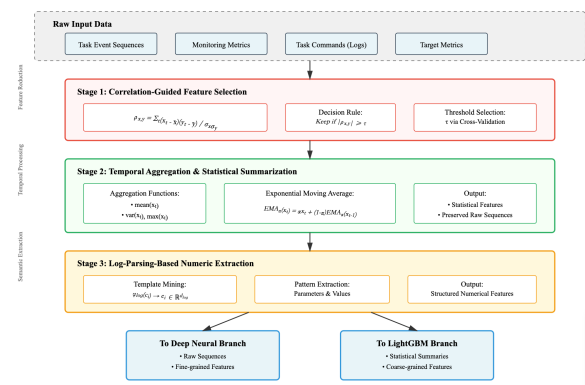 Raw Input Data
Task Event Sequences
Monitoring Metrics
Task Commands (Logs)
Target Metrics
Feature Reduction
Stage 1: Correlation-Guided Feature Selection
ρx,y = Σt(xt - x̄)(yt - ȳ) / σxσy
Decision Rule:
Keep if |ρx,y| ⩾ τ
Threshold Selection:
τ via Cross-Validation
Temporal Processing
Stage 2: Temporal Aggregation & Statistical Summarization
Aggregation Functions:
• mean(xt)
• var(xt), max(xt)
Exponential Moving Average:
EMAα(xt) = αxt + (1-α)EMAα(xt-1)
Output:
• Statistical Features
• Preserved Raw Sequences
Semantic Extraction
Stage 3: Log-Parsing-Based Numeric Extraction
Template Mining:
Pattern Extraction:
Parameters & Values
Output:
Structured Numerical Features
To Deep Neural Branch
• Raw Sequences
• Fine-grained Features
To LightGBM Branch
• Statistical Summaries
• Coarse-grained Features